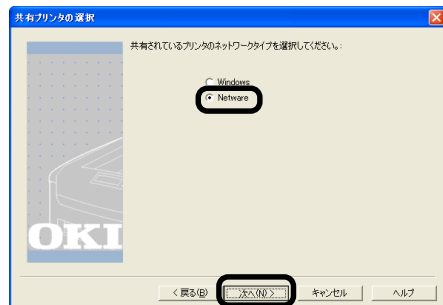 共有プリンタの選択
共有されているプリンタのネットワークタイプを選択してください。:
Windows
Netware
OKI
< 戻る(B)
次へ(N) >
キャンセル
ヘルプ